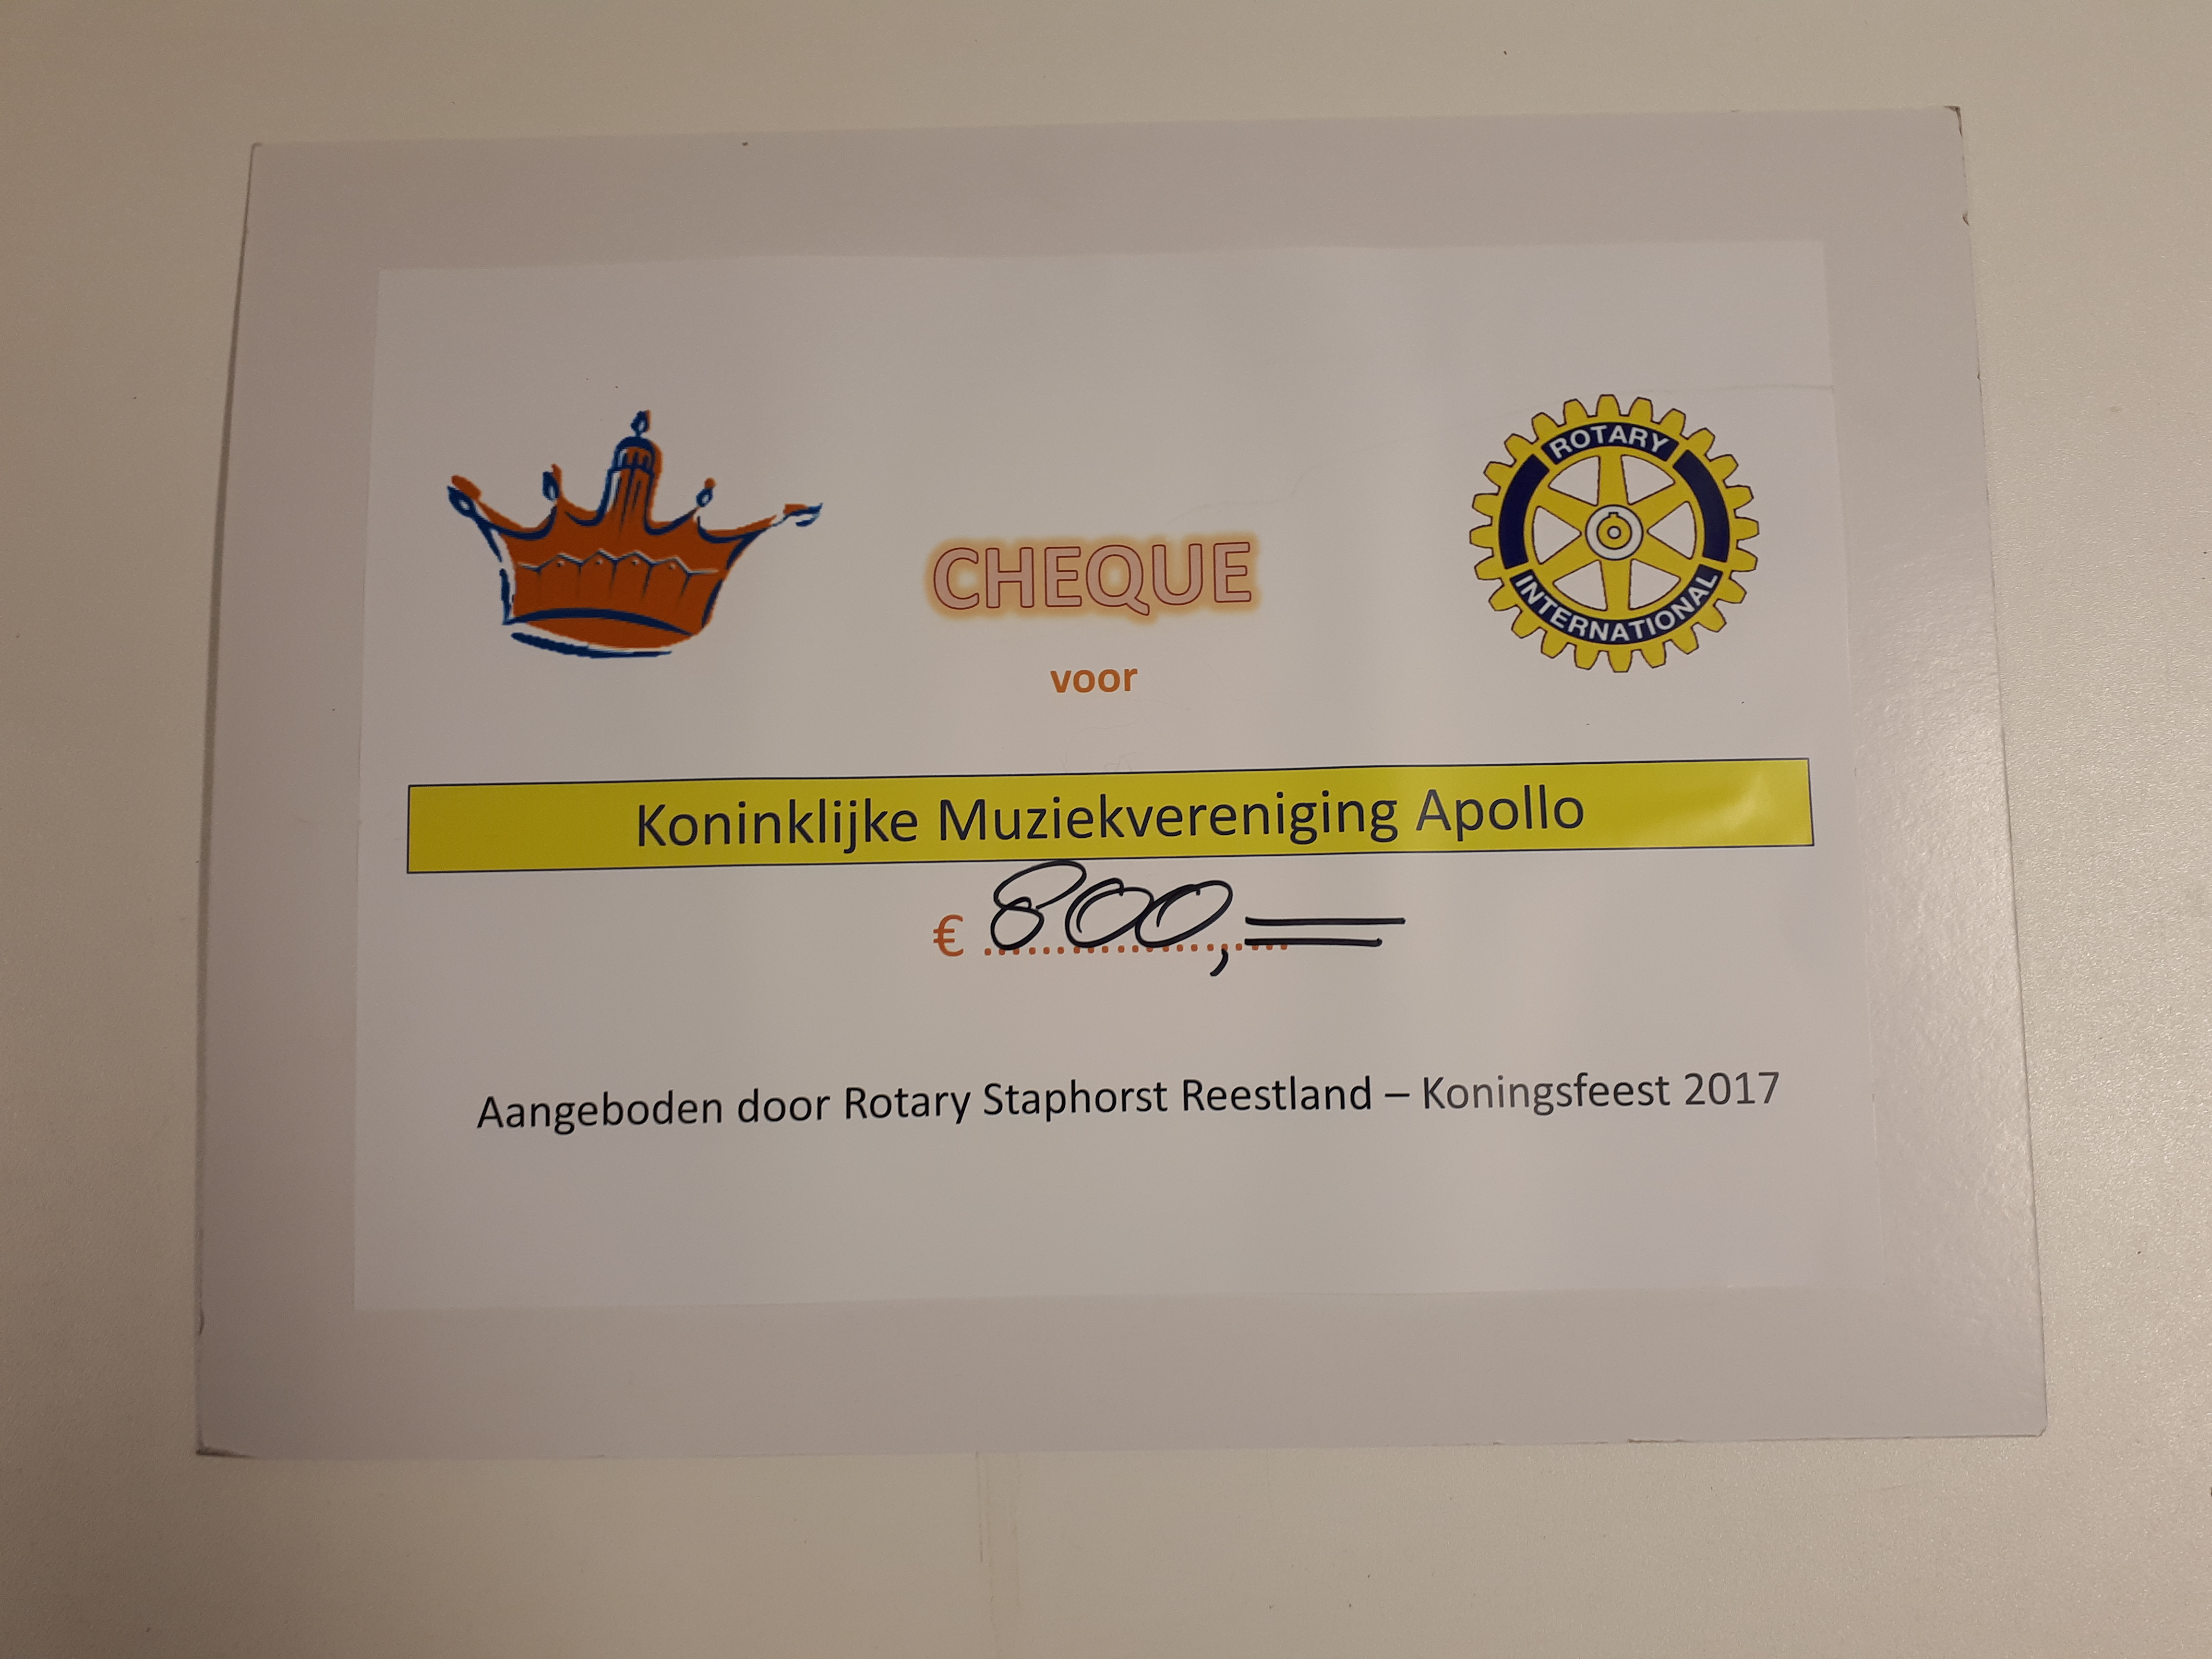 ROTARY
INTERNATIONAL
CHEQUE
voor
Koninklijke Muziekvereniging Apollo
€ 800,=
Aangeboden door Rotary Staphorst Reestland – Koningsfeest 2017